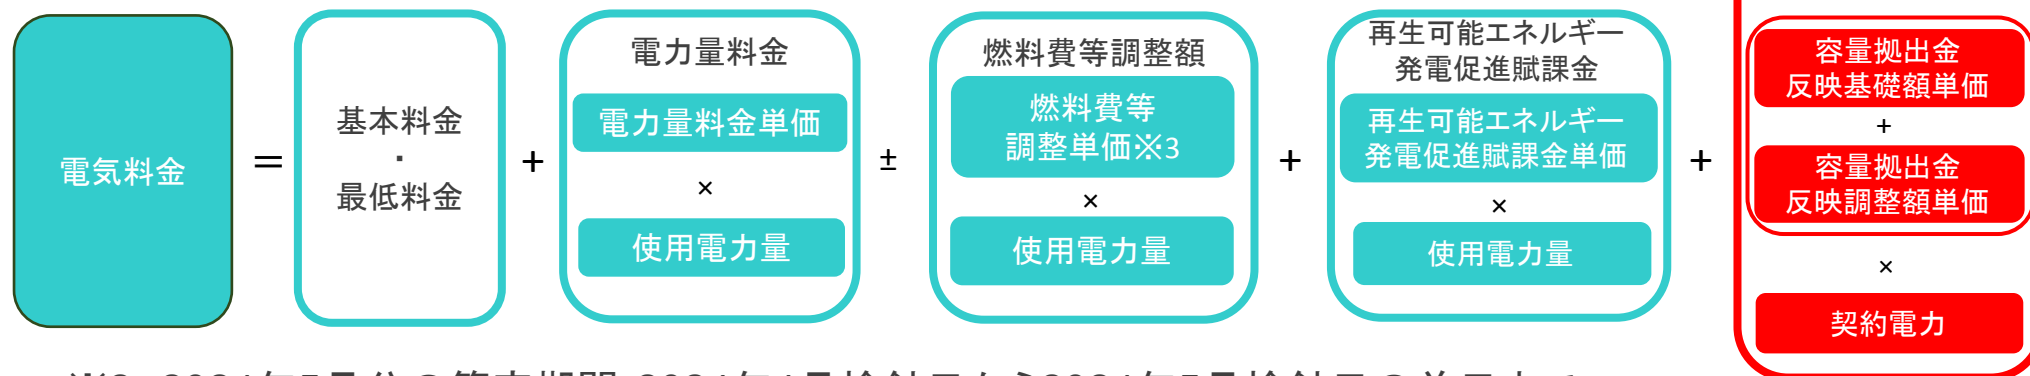 電気料金
=
基本料金
・
最低料金
+
電力量料金
電力量料金単価
×
使用電力量
±
燃料費等調整額
燃料費等
調整単価※3
×
使用電力量
+
再生可能エネルギー
発電促進賦課金
再生可能エネルギー
発電促進賦課金単価
×
使用電力量
+
容量拠出金
反映基礎額単価
+
容量拠出金
反映調整額単価
×
契約電力